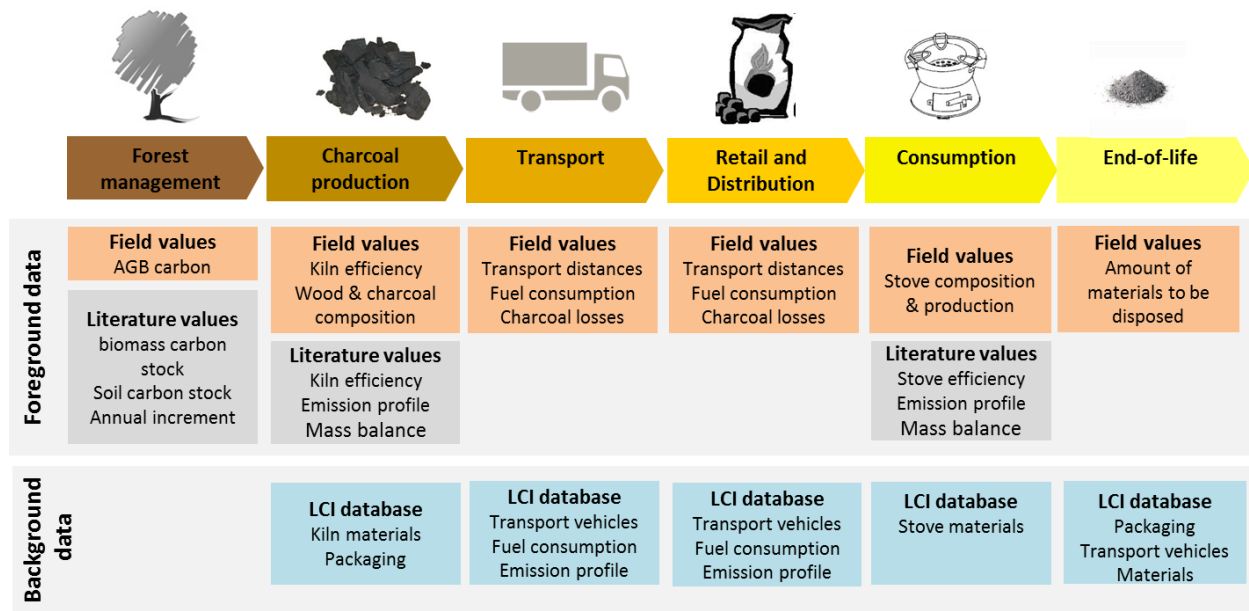 Forest
management
Charcoal
production
Transport
Retail and
Distribution
Consumption
End-of-life
Foreground data
Field values
AGB carbon
Literature values
biomass carbon
stock
Soil carbon stock
Annual increment
Field values
Kiln efficiency
Wood & charcoal
composition
Literature values
Kiln efficiency
Emission profile
Mass balance
Field values
Transport distances
Fuel consumption
Charcoal losses
Field values
Transport distances
Fuel consumption
Charcoal losses
Field values
Stove composition
& production
Literature values
Stove efficiency
Emission profile
Mass balance
Field values
Amount of
materials to be
disposed
Background
data
LCI database
Kiln materials
Packaging
LCI database
Transport vehicles
Fuel consumption
Emission profile
LCI database
Transport vehicles
Fuel consumption
Emission profile
LCI database
Stove materials
LCI database
Packaging
Transport vehicles
Materials